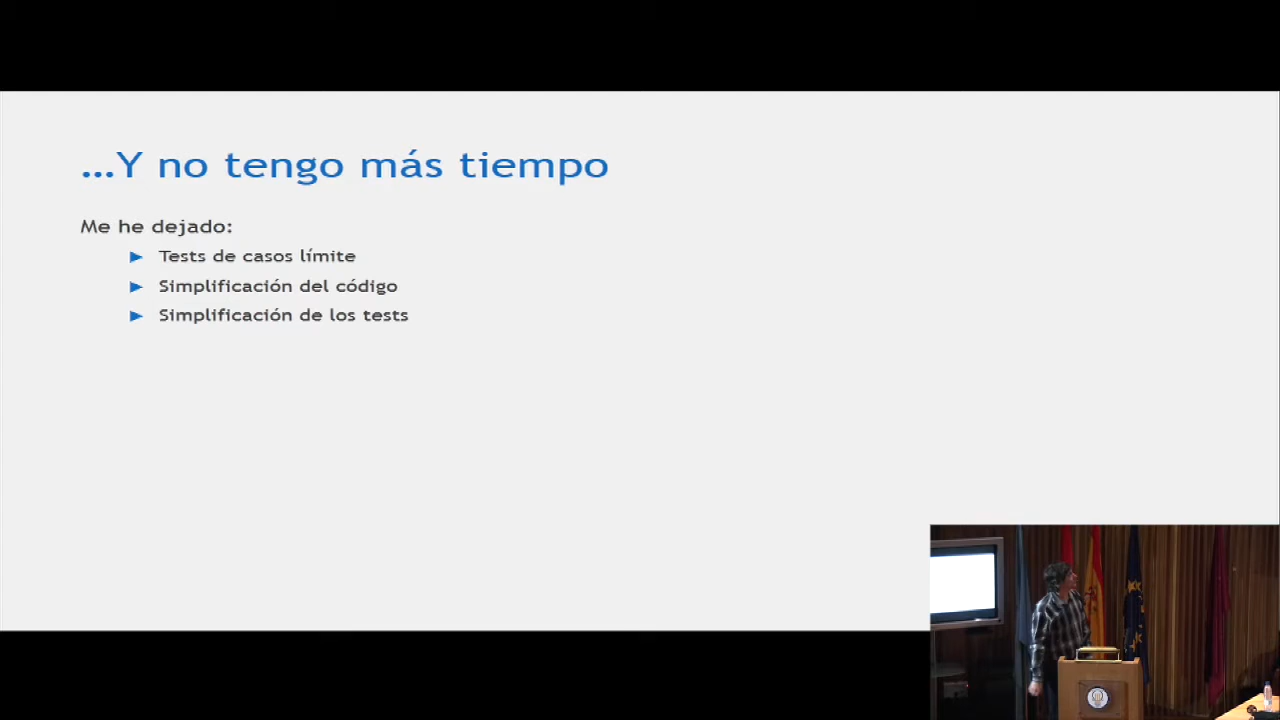 ...Y no tengo más tiempo
Me he dejado:
Tests de casos límite
Simplificación del código
Simplificación de los tests